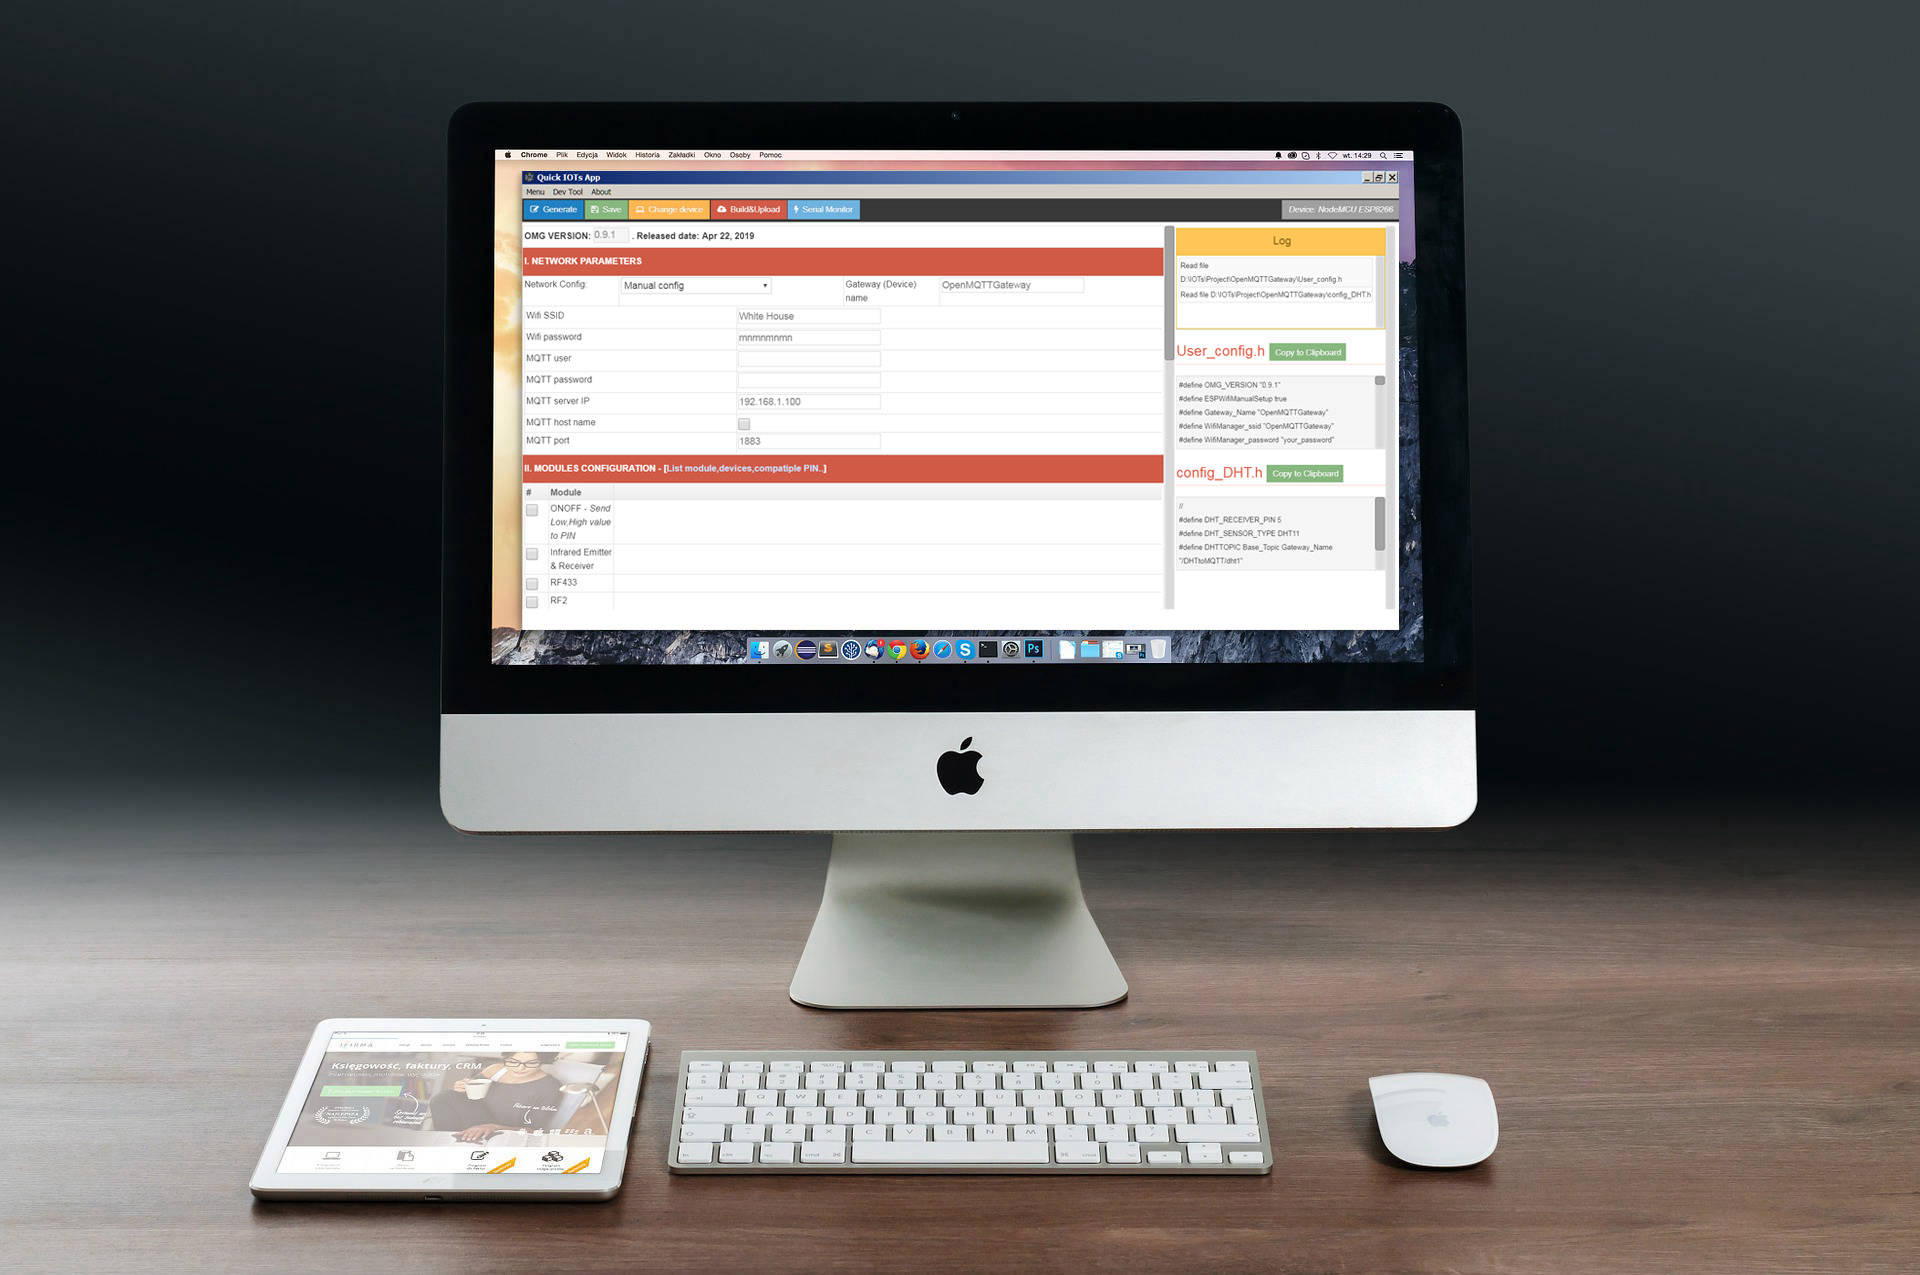 Chrome Plik Edycja Widok Historia Zakładki Okno Osoby Pomoc
wt. 14:29
Quick IOTs App
Menu Dev Tool About
Generate Save Change device Build&Upload Serial Monitor
Device: NodeMCU ESP8266
OMG VERSION: 0.9.1 . Released date: Apr 22, 2019
I. NETWORK PARAMETERS
Network Config: Manual config Gateway (Device) name OpenMQTTGateway
Wifi SSID White House
Wifi password mnmnmnmn
MQTT user
MQTT password
MQTT server IP 192.168.1.100
MQTT host name
MQTT port 1883
II. MODULES CONFIGURATION - [List module,devices,compatiple PIN..]
# Module
ONOFF - Send
Low,High value
to PIN
Infrared Emitter
& Receiver
RF433
RF2
Log
Read file
D:\IOTs\Project\OpenMQTTGateway\User_config.h
Read file D:\IOTs\Project\OpenMQTTGateway\config_DHT.h
User_config.h Copy to Clipboard
#define OMG_VERSION "0.9.1"
#define ESPWifiManualSetup true
#define Gateway_Name "OpenMQTTGateway"
#define WifiManager_ssid "OpenMQTTGateway"
#define WifiManager_password "your_password"
config_DHT.h Copy to Clipboard
//
#define DHT_RECEIVER_PIN 5
#define DHT_SENSOR_TYPE DHT11
#define DHTTOPIC Base_Topic Gateway_Name
"/DHTtoMQTT/dht1"
Ps
IFIRMA
Księgowość, faktury, CRM
Q W E R T Y U I O P
A S D F G H J K L
Z X C V B N M
cmd cmd